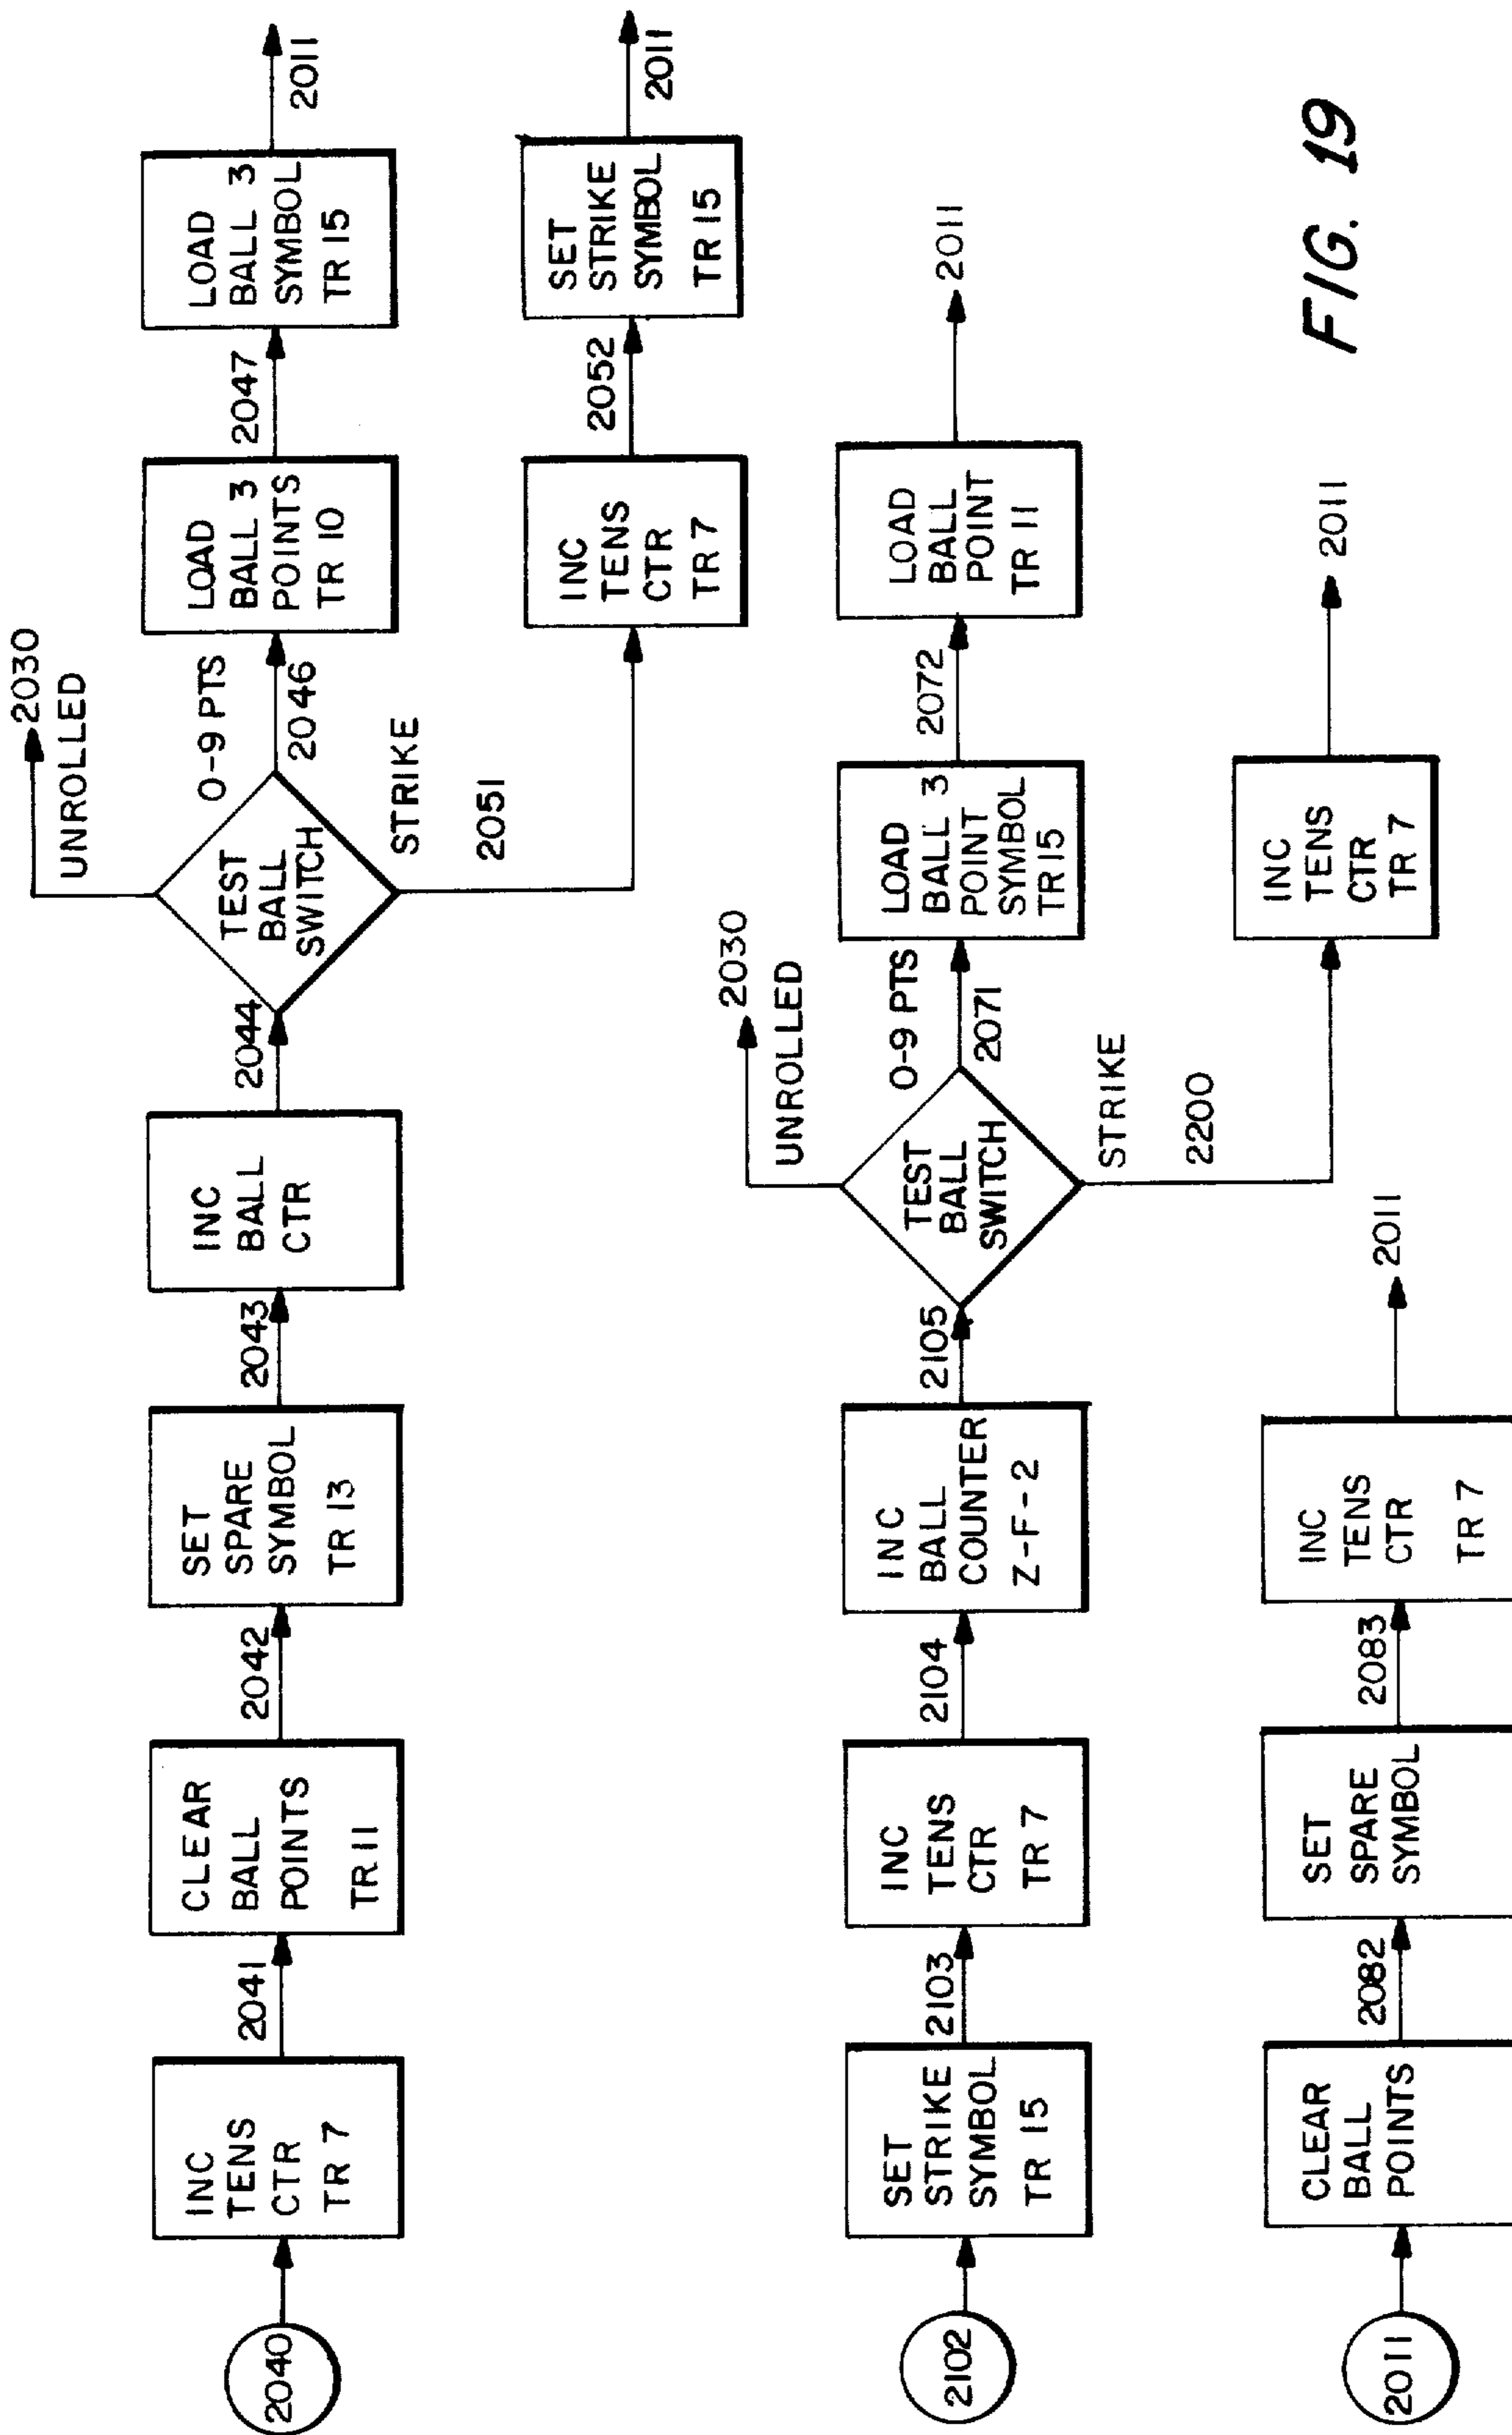 2040
INC
TENS
CTR
TR 7
2041
CLEAR
BALL
POINTS
TR 11
2042
SET
SPARE
SYMBOL
TR 13
2043
INC
BALL
CTR
2044
TEST
BALL
SWITCH
UNROLLED
2030
0-9 PTS
2046
LOAD
BALL 3
POINTS
TR 10
2047
LOAD
BALL 3
SYMBOL
TR 15
2011
STRIKE
2051
INC
TENS
CTR
TR 7
2052
SET
STRIKE
SYMBOL
TR 15
2011
2102
SET
STRIKE
SYMBOL
TR 15
2103
INC
TENS
CTR
TR 7
2104
INC
BALL
COUNTER
Z-F-2
2105
TEST
BALL
SWITCH
UNROLLED
2030
0-9 PTS
2071
LOAD
BALL 3
POINT
SYMBOL
TR 15
2072
LOAD
BALL
POINT
TR 11
2011
STRIKE
2200
INC
TENS
CTR
TR 7
2011
2011
CLEAR
BALL
POINTS
2082
SET
SPARE
SYMBOL
2083
INC
TENS
CTR
TR 7
2011
FIG. 19